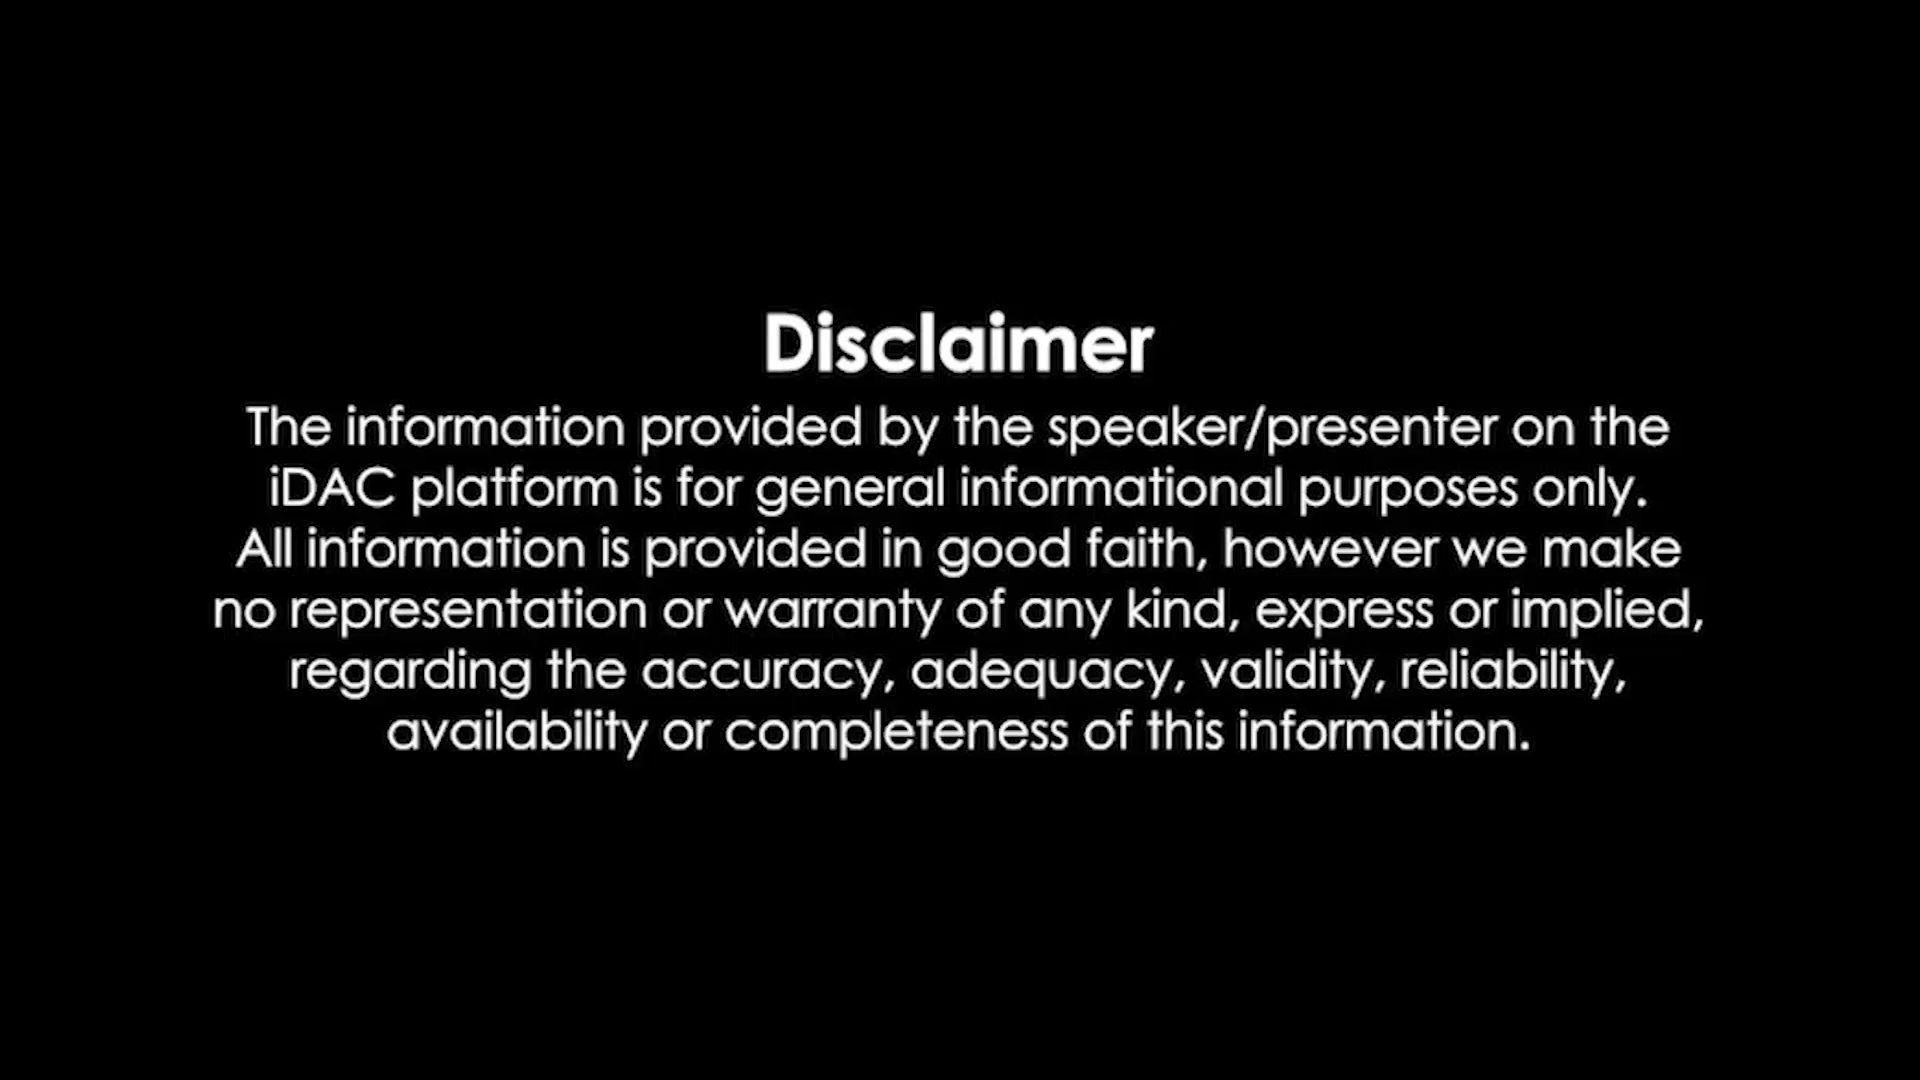 Disclaimer
The information provided by the speaker/presenter on the
iDAC platform is for general informational purposes only.
All information is provided in good faith, however we make
no representation or warranty of any kind, express or implied,
regarding the accuracy, adequacy, validity, reliability,
availability or completeness of this information.